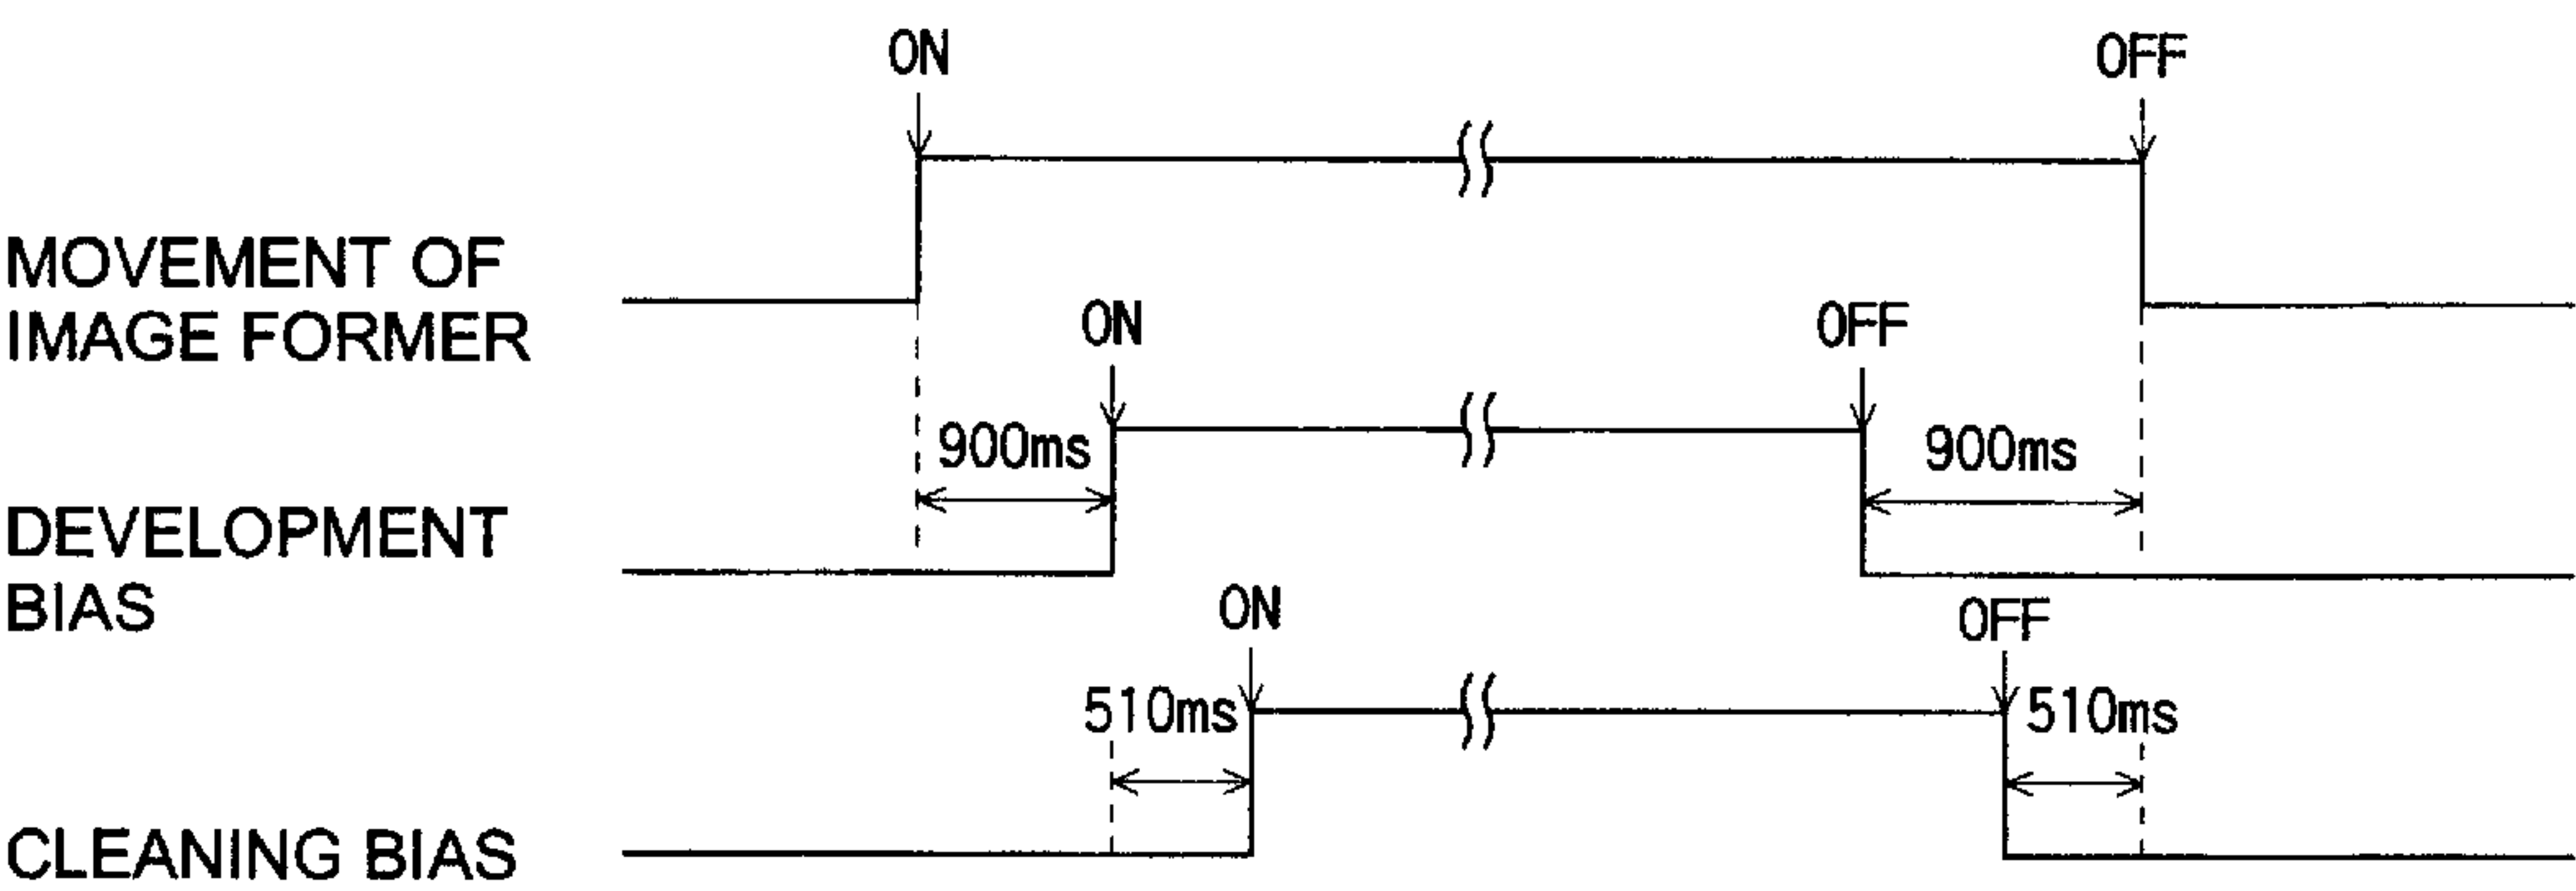 ON
OFF
MOVEMENT OF
IMAGE FORMER
ON
OFF
900ms
900ms
DEVELOPMENT
BIAS
ON
OFF
510ms
510ms
CLEANING BIAS